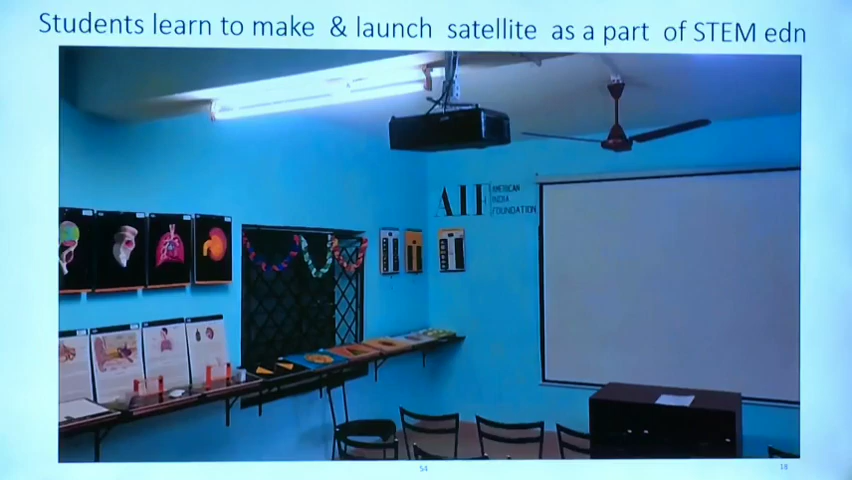 Students learn to make & launch satellite as a part of STEM edn
AIF
AMERICAN
INDIA
FOUNDATION
54
18